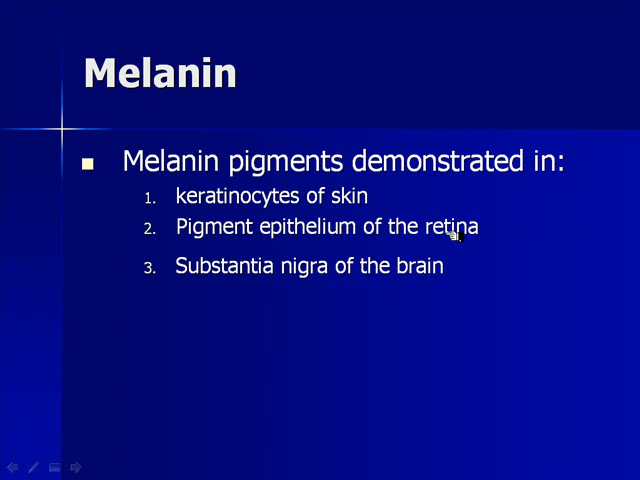 Melanin
Melanin pigments demonstrated in:
1. keratinocytes of skin
2. Pigment epithelium of the retina
3. Substantia nigra of the brain